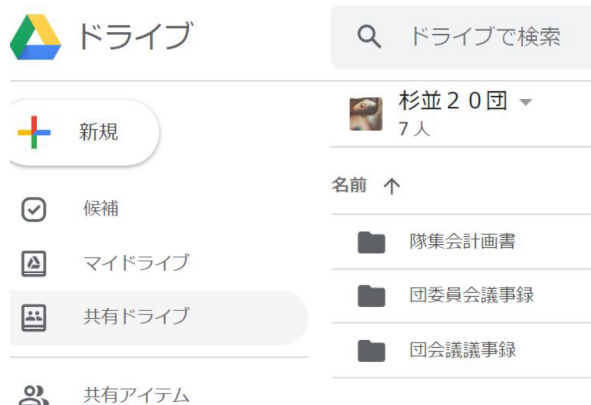 ドライブ
ドライブで検索
新規
候補
マイドライブ
共有ドライブ
共有アイテム
杉並２０団
7 人
名前
隊集会計画書
団委員会議事録
団会議議事録